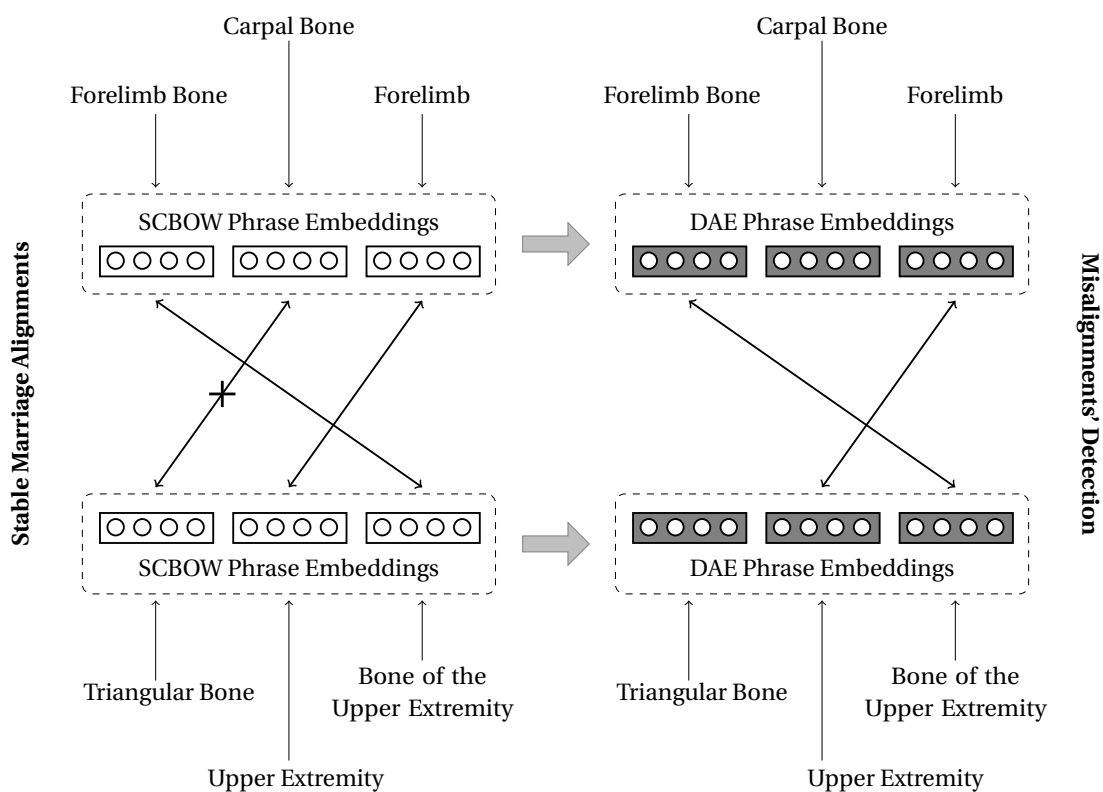 Carpal Bone
Forelimb Bone
Forelimb
SCBOW Phrase Embeddings
Stable Marriage Alignments
SCBOW Phrase Embeddings
Triangular Bone
Bone of the
Upper Extremity
Upper Extremity
Carpal Bone
Forelimb Bone
Forelimb
DAE Phrase Embeddings
Misalignments' Detection
DAE Phrase Embeddings
Triangular Bone
Bone of the
Upper Extremity
Upper Extremity